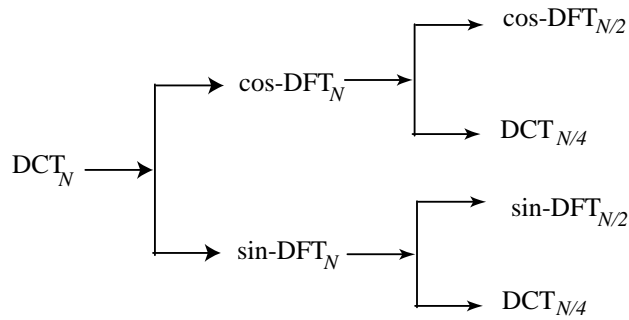 cos-DFT_{N/2}
cos-DFT_N
DCT_{N/4}
DCT_N
sin-DFT_{N/2}
sin-DFT_N
DCT_{N/4}